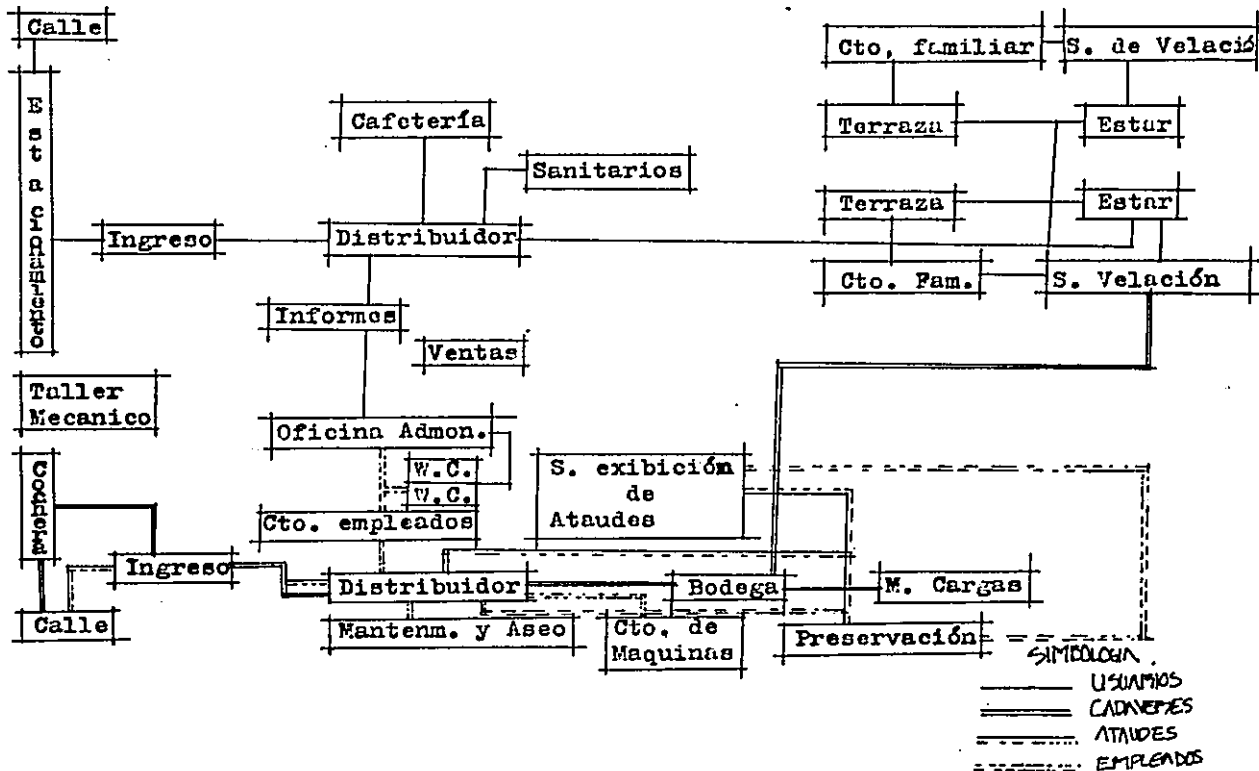 Calle
Cto. familiar
S. de Velació
Estacionamiento
Cafetería
Terraza
Estar
Sanitarios
Terraza
Estar
Ingreso
Distribuidor
Cto. Fam.
S. Velación
Informes
Ventas
Taller
Mecanico
Oficina Admon.
W.C.
W.C.
S. exibición
de
Ataudes
Cochera
Cto. empleados
Ingreso
Distribuidor
Bodega
M. Cargas
Calle
Mantenm. y Aseo
Cto. de
Maquinas
Preservación
SIMBOLOGIA.
USUARIOS
CADAVERES
ATAUDES
EMPLEADOS